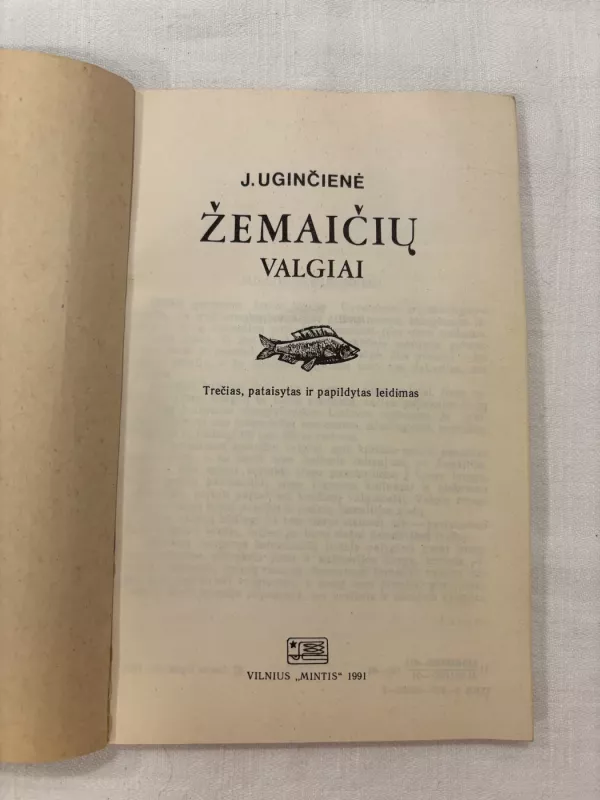 J. UGINČIENĖ
ŽEMAIČIŲ
VALGIAI
Trečias, pataisytas ir papildytas leidimas
VILNIUS „MINTIS“ 1991